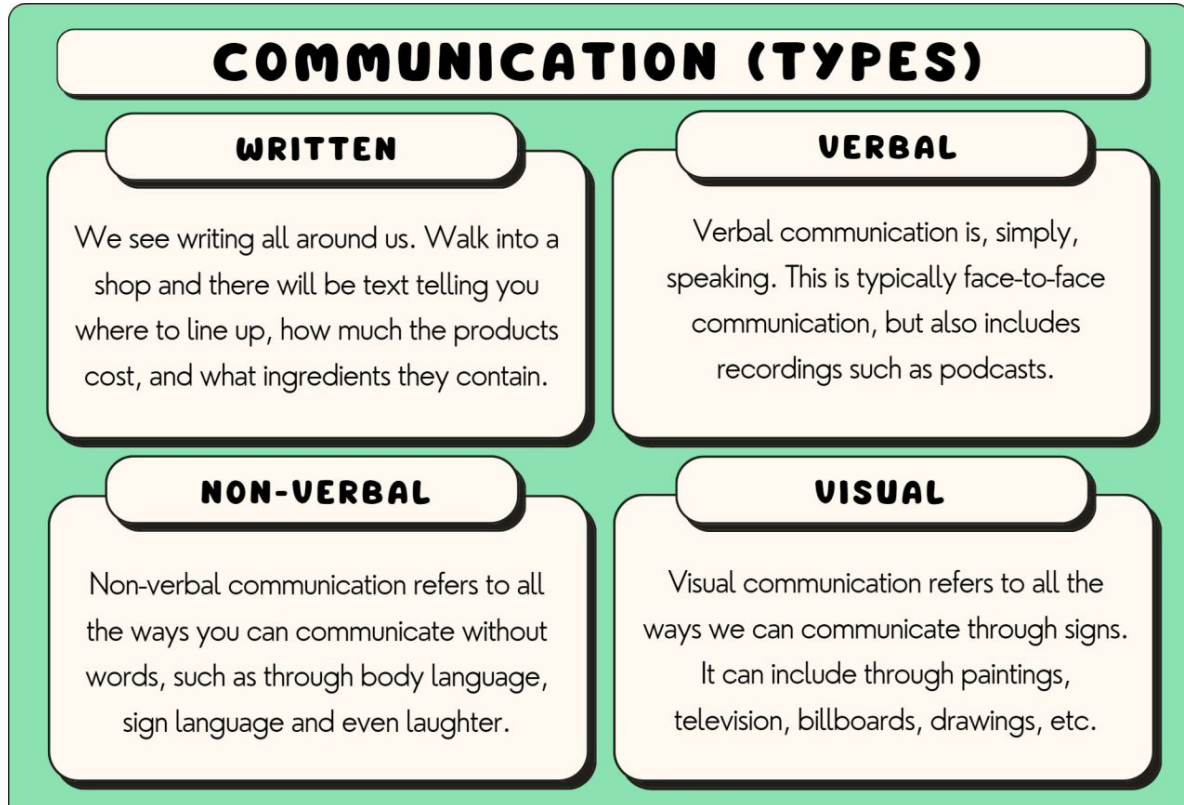 COMMUNICATION (TYPES)
WRITTEN
We see writing all around us. Walk into a
shop and there will be text telling you
where to line up, how much the products
cost, and what ingredients they contain.
VERBAL
Verbal communication is, simply,
speaking. This is typically face-to-face
communication, but also includes
recordings such as podcasts.
NON-VERBAL
Non-verbal communication refers to all
the ways you can communicate without
words, such as through body language,
sign language and even laughter.
VISUAL
Visual communication refers to all the
ways we can communicate through signs.
It can include through paintings,
television, billboards, drawings, etc.